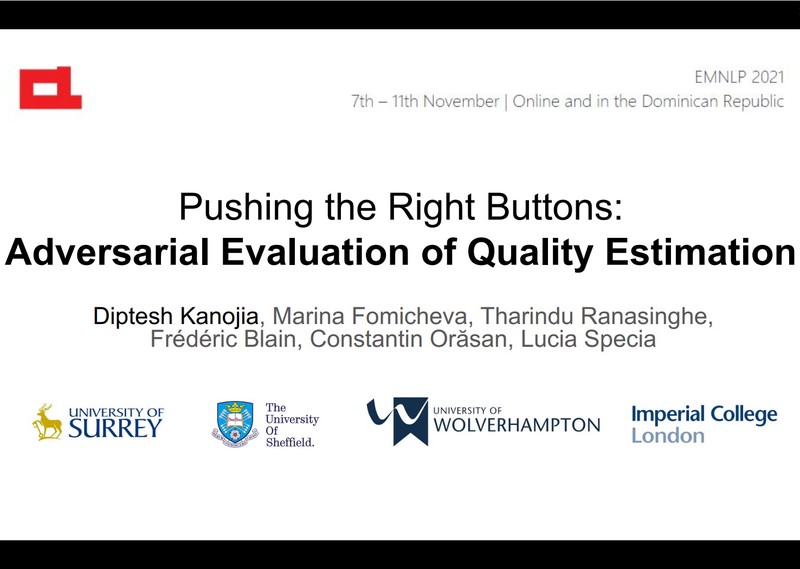 EMNLP 2021
7th – 11th November | Online and in the Dominican Republic
Pushing the Right Buttons:
Adversarial Evaluation of Quality Estimation
Diptesh Kanojia, Marina Fomicheva, Tharindu Ranasinghe,
Frédéric Blain, Constantin Orăsan, Lucia Specia
UNIVERSITY OF
SURREY
The
University
Of
Sheffield.
UNIVERSITY OF
WOLVERHAMPTON
Imperial College
London